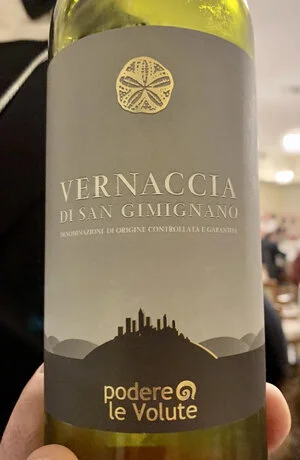 VERNACCIA
DI SAN GIMIGNANO
DENOMINAZIONE DI ORIGINE CONTROLLATA E GARANTITA
podere
le Volute